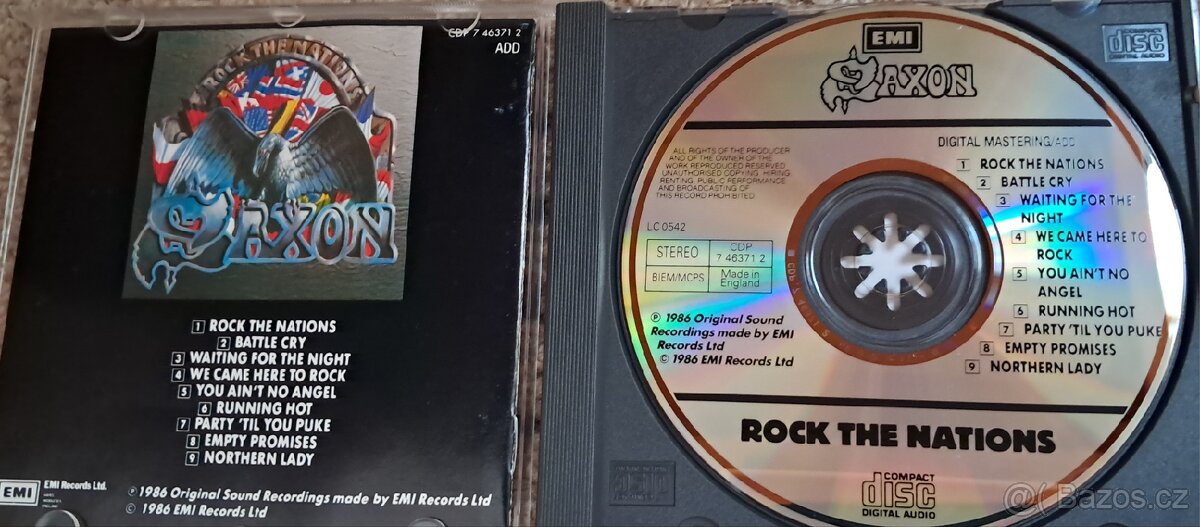 CDP 7 46371 2
ADD
ROCK THE NATIONS
SAXON
1 ROCK THE NATIONS
2 BATTLE CRY
3 WAITING FOR THE NIGHT
4 WE CAME HERE TO ROCK
5 YOU AIN'T NO ANGEL
6 RUNNING HOT
7 PARTY 'TIL YOU PUKE
8 EMPTY PROMISES
9 NORTHERN LADY
EMI
EMI Records Ltd.
℗ 1986 Original Sound Recordings made by EMI Records Ltd
© 1986 EMI Records Ltd
EMI
SAXON
COMPACT
disc
DIGITAL AUDIO
DIGITAL MASTERING/ADD
ALL RIGHTS OF THE PRODUCER
AND OF THE OWNER OF THE
WORK REPRODUCED RESERVED
UNAUTHORISED COPYING, HIRING,
RENTING, PUBLIC PERFORMANCE
AND BROADCASTING OF
THIS RECORD PROHIBITED
LC 0542
STEREO
CDP
7 46371 2
BIEM/MCPS
Made in
England
℗ 1986 Original Sound
Recordings made by EMI
Records Ltd
© 1986 EMI Records Ltd
1 ROCK THE NATIONS
2 BATTLE CRY
3 WAITING FOR THE
NIGHT
4 WE CAME HERE TO
ROCK
5 YOU AIN'T NO
ANGEL
6 RUNNING HOT
7 PARTY 'TIL YOU PUKE
8 EMPTY PROMISES
9 NORTHERN LADY
ROCK THE NATIONS
COMPACT
disc
DIGITAL AUDIO
Bazoš.cz